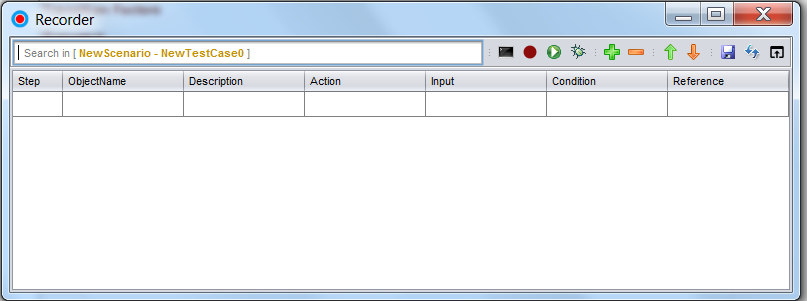 Recorder
Search in [ NewScenario - NewTestCase0 ]
Step ObjectName Description Action Input Condition Reference